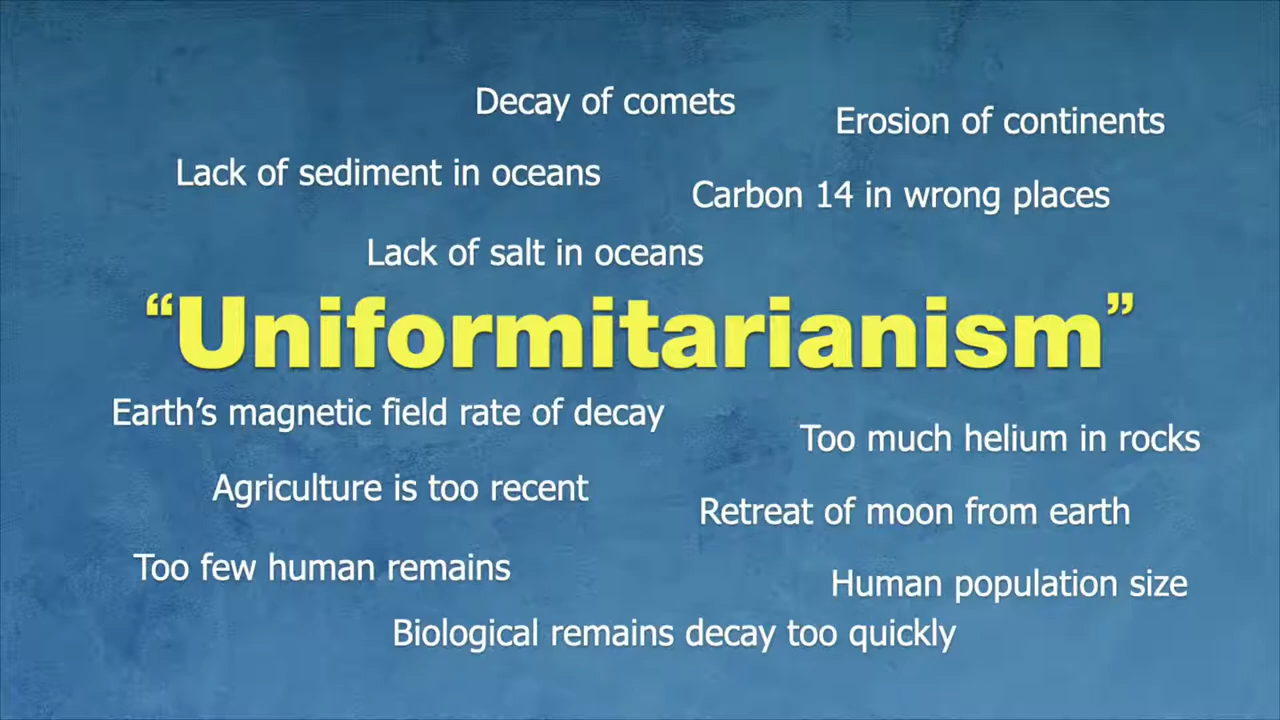 Decay of comets
Erosion of continents
Lack of sediment in oceans
Carbon 14 in wrong places
Lack of salt in oceans
“Uniformitarianism”
Earth’s magnetic field rate of decay
Too much helium in rocks
Agriculture is too recent
Retreat of moon from earth
Too few human remains
Human population size
Biological remains decay too quickly